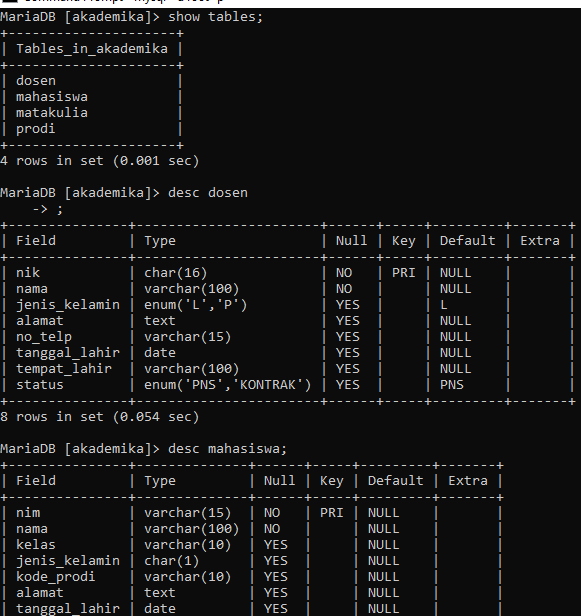 MariaDB [akademika]> show tables;
+---------------------+
| Tables_in_akademika |
+---------------------+
| dosen               |
| mahasiswa           |
| matakulia           |
| prodi               |
+---------------------+
4 rows in set (0.001 sec)
MariaDB [akademika]> desc dosen
    -> ;
+---------------+-----------------------+------+-----+---------+-------+
| Field         | Type                  | Null | Key | Default | Extra |
+---------------+-----------------------+------+-----+---------+-------+
| nik           | char(16)              | NO   | PRI | NULL    |       |
| nama          | varchar(100)          | NO   |     | NULL    |       |
| jenis_kelamin | enum('L','P')         | YES  |     | L       |       |
| alamat        | text                  | YES  |     | NULL    |       |
| no_telp       | varchar(15)           | YES  |     | NULL    |       |
| tanggal_lahir | date                  | YES  |     | NULL    |       |
| tempat_lahir  | varchar(100)          | YES  |     | NULL    |       |
| status        | enum('PNS','KONTRAK') | YES  |     | PNS     |       |
+---------------+-----------------------+------+-----+---------+-------+
8 rows in set (0.054 sec)
MariaDB [akademika]> desc mahasiswa;
+---------------+--------------+------+-----+---------+-------+
| Field         | Type         | Null | Key | Default | Extra |
+---------------+--------------+------+-----+---------+-------+
| nim           | varchar(15)  | NO   | PRI | NULL    |       |
| nama          | varchar(100) | NO   |     | NULL    |       |
| kelas         | varchar(10)  | YES  |     | NULL    |       |
| jenis_kelamin | char(1)      | YES  |     | NULL    |       |
| kode_prodi    | varchar(10)  | YES  |     | NULL    |       |
| alamat        | text         | YES  |     | NULL    |       |
| tanggal_lahir | date         | YES  |     | NULL    |       |